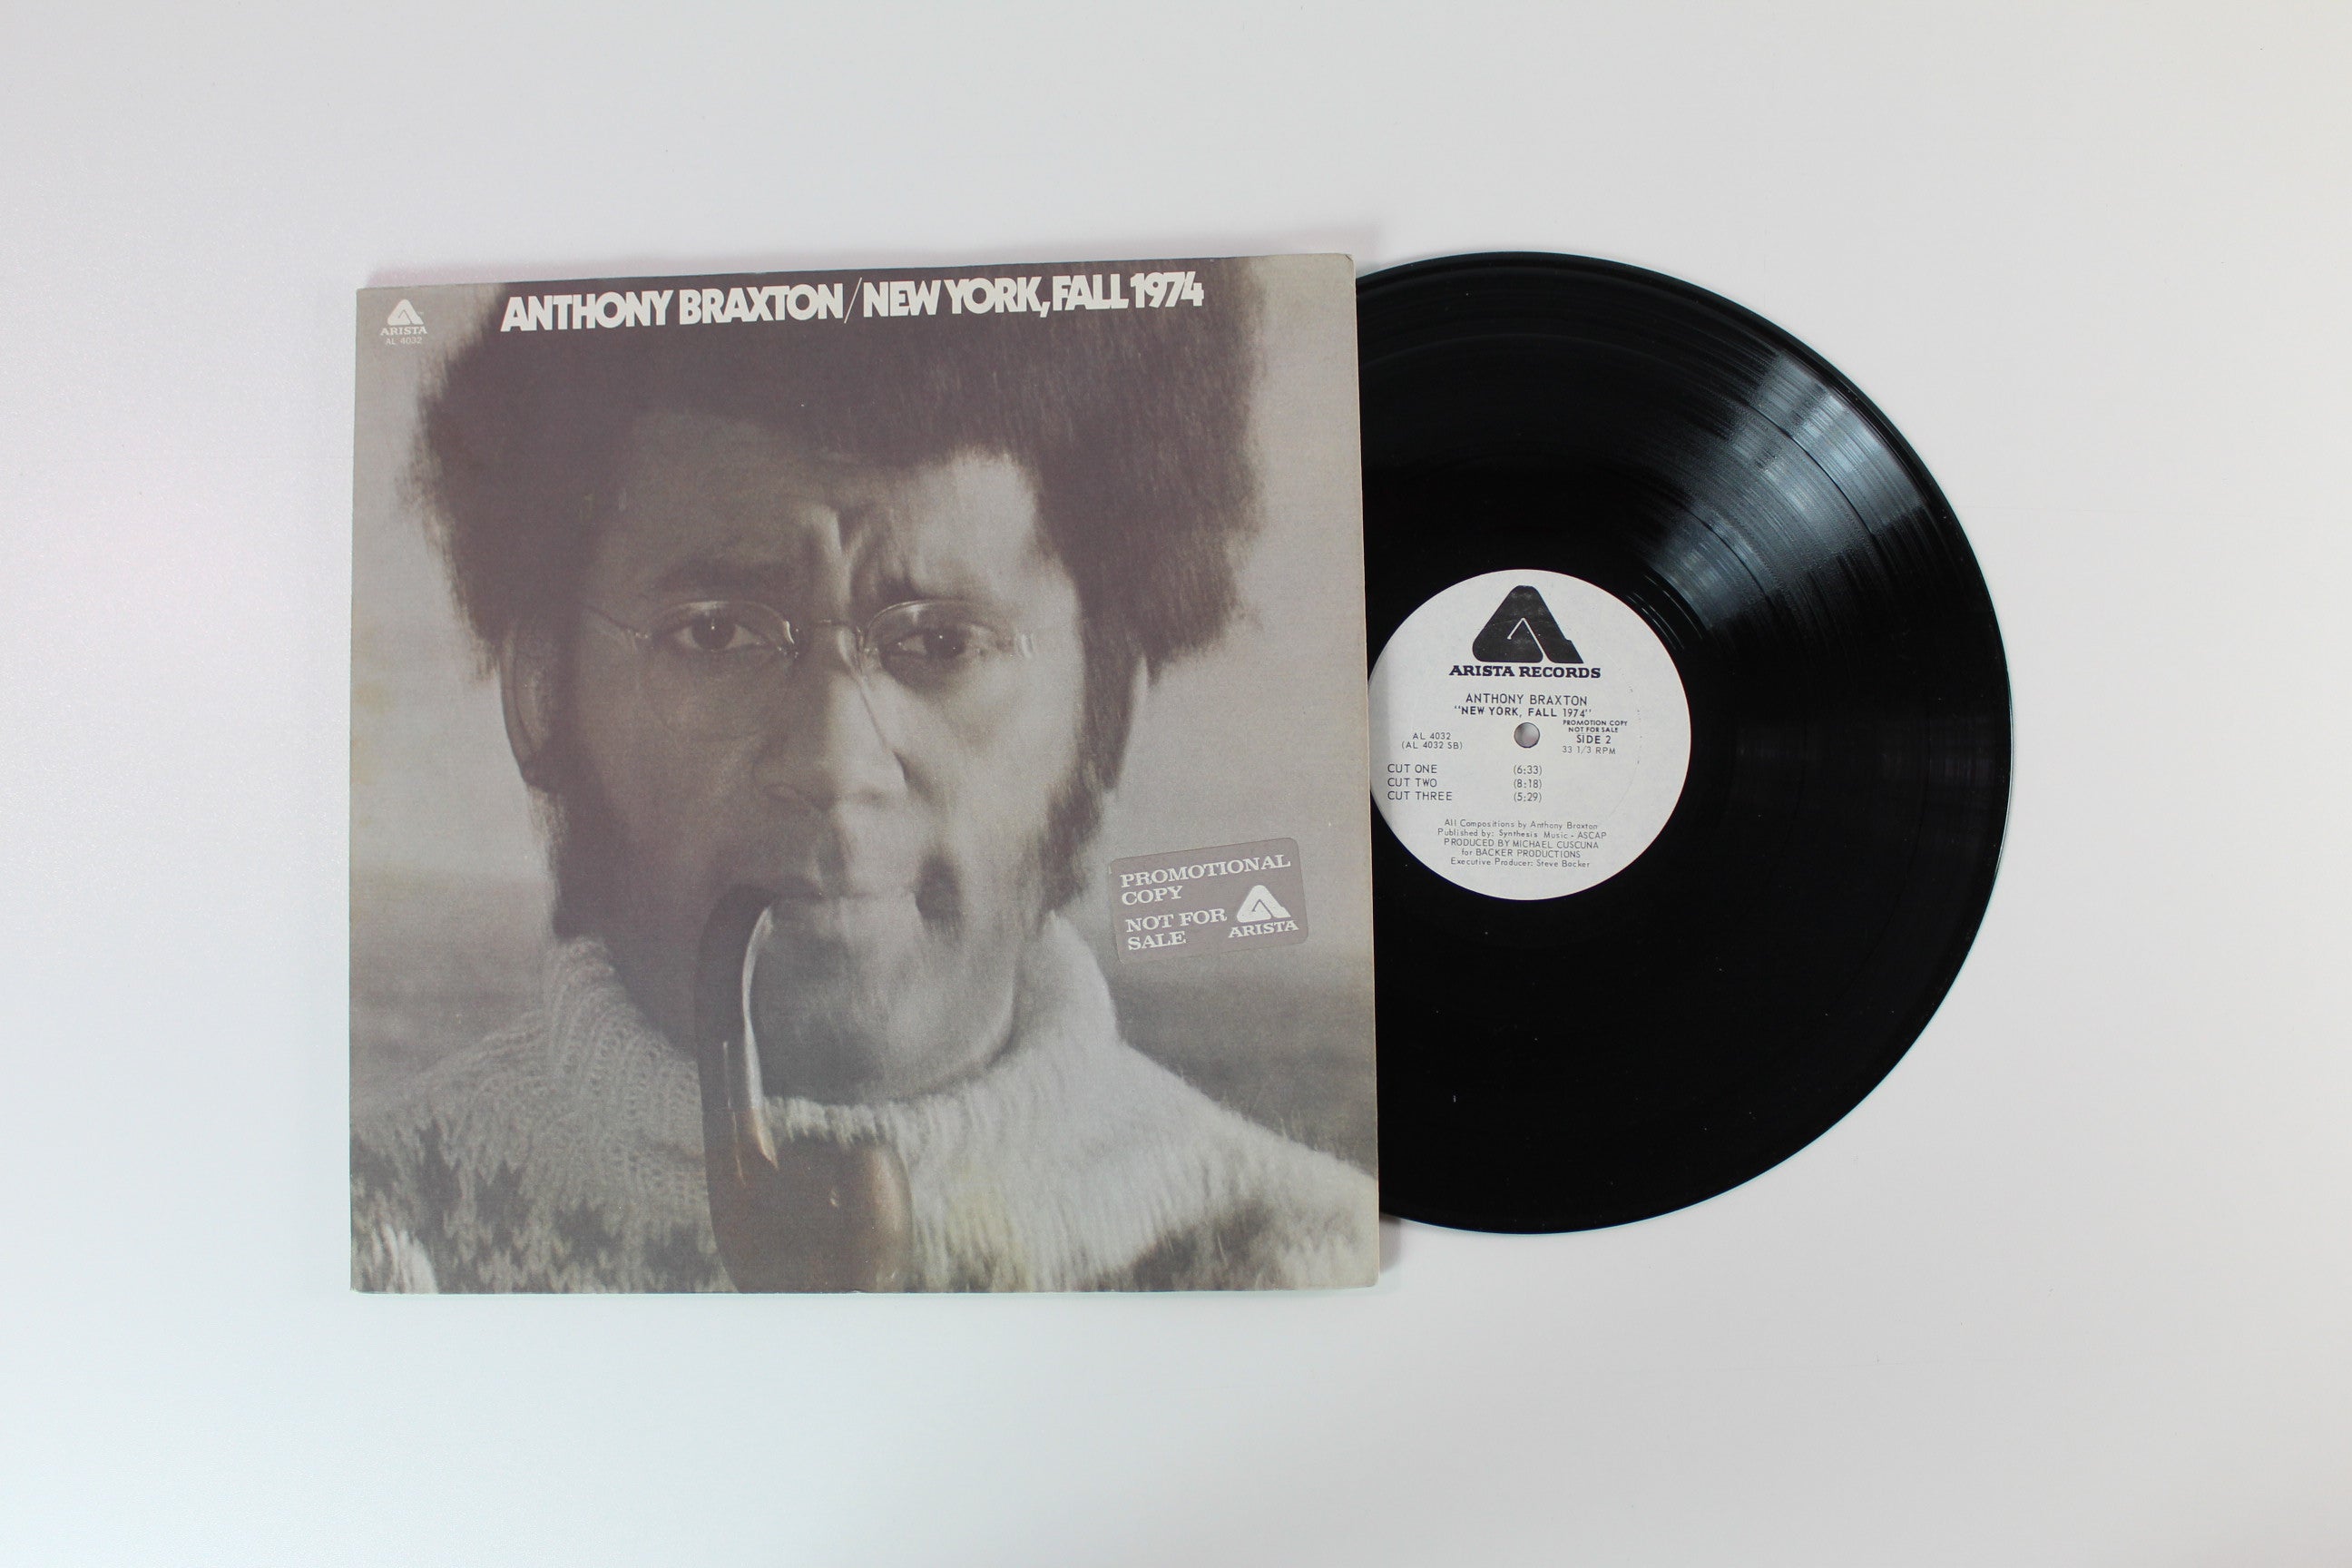 ARISTA
AL 4032
ANTHONY BRAXTON/NEW YORK, FALL 1974
PROMOTIONAL
COPY
NOT FOR
SALE
ARISTA
ARISTA RECORDS
ANTHONY BRAXTON
"NEW YORK, FALL 1974"
PROMOTION COPY
NOT FOR SALE
AL 4032
(AL 4032 SB)
SIDE 2
33 1/3 RPM
CUT ONE (6:33)
CUT TWO (8:18)
CUT THREE (5:29)
All Compositions by Anthony Braxton
Published by: Synthesis Music - ASCAP
PRODUCED BY MICHAEL CUSCUNA
for BACKER PRODUCTIONS
Executive Producer: Steve Backer